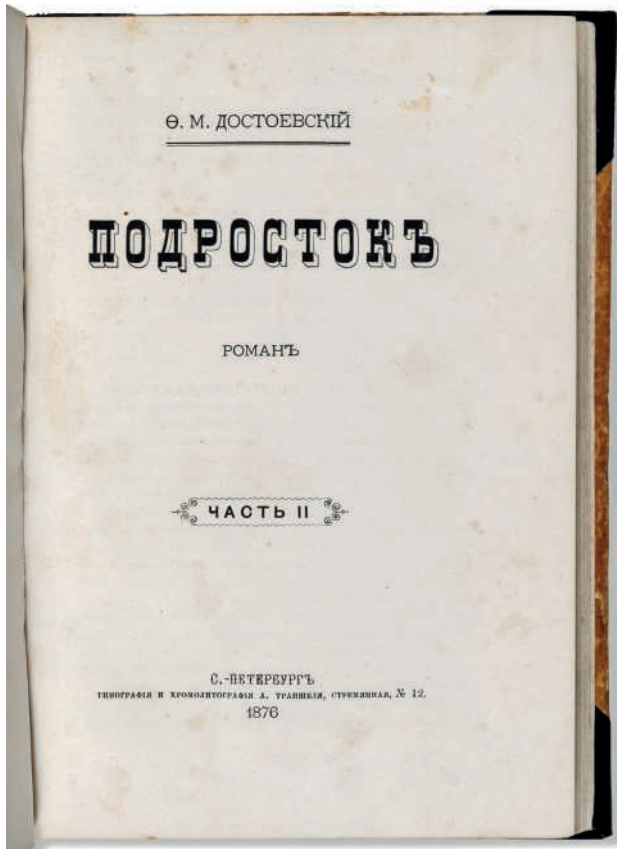 Ѳ. М. ДОСТОЕВСКІЙ
ПОДРОСТОКЪ
РОМАНЪ
ЧАСТЬ II
С.-ПЕТЕРБУРГЪ
ТИПОГРАФІЯ И ХРОМОЛИТОГРАФІЯ А. ТРАНШЕЛЯ, СТРЕМЯННАЯ, № 12.
1876